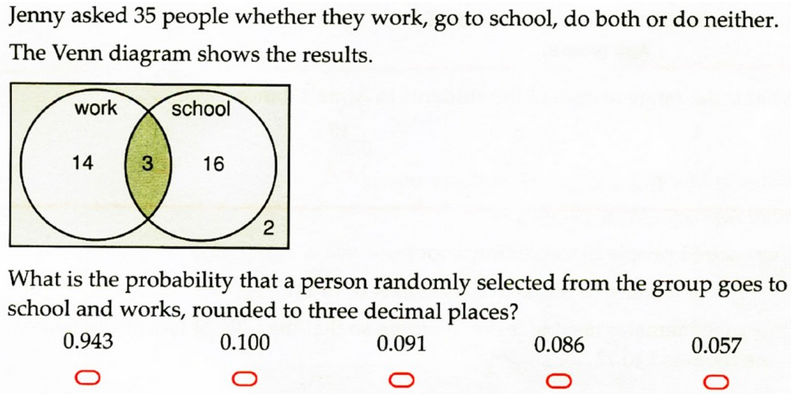 Jenny asked 35 people whether they work, go to school, do both or do neither.
The Venn diagram shows the results.
work school
14 3 16
2
What is the probability that a person randomly selected from the group goes to
school and works, rounded to three decimal places?
0.943 0.100 0.091 0.086 0.057